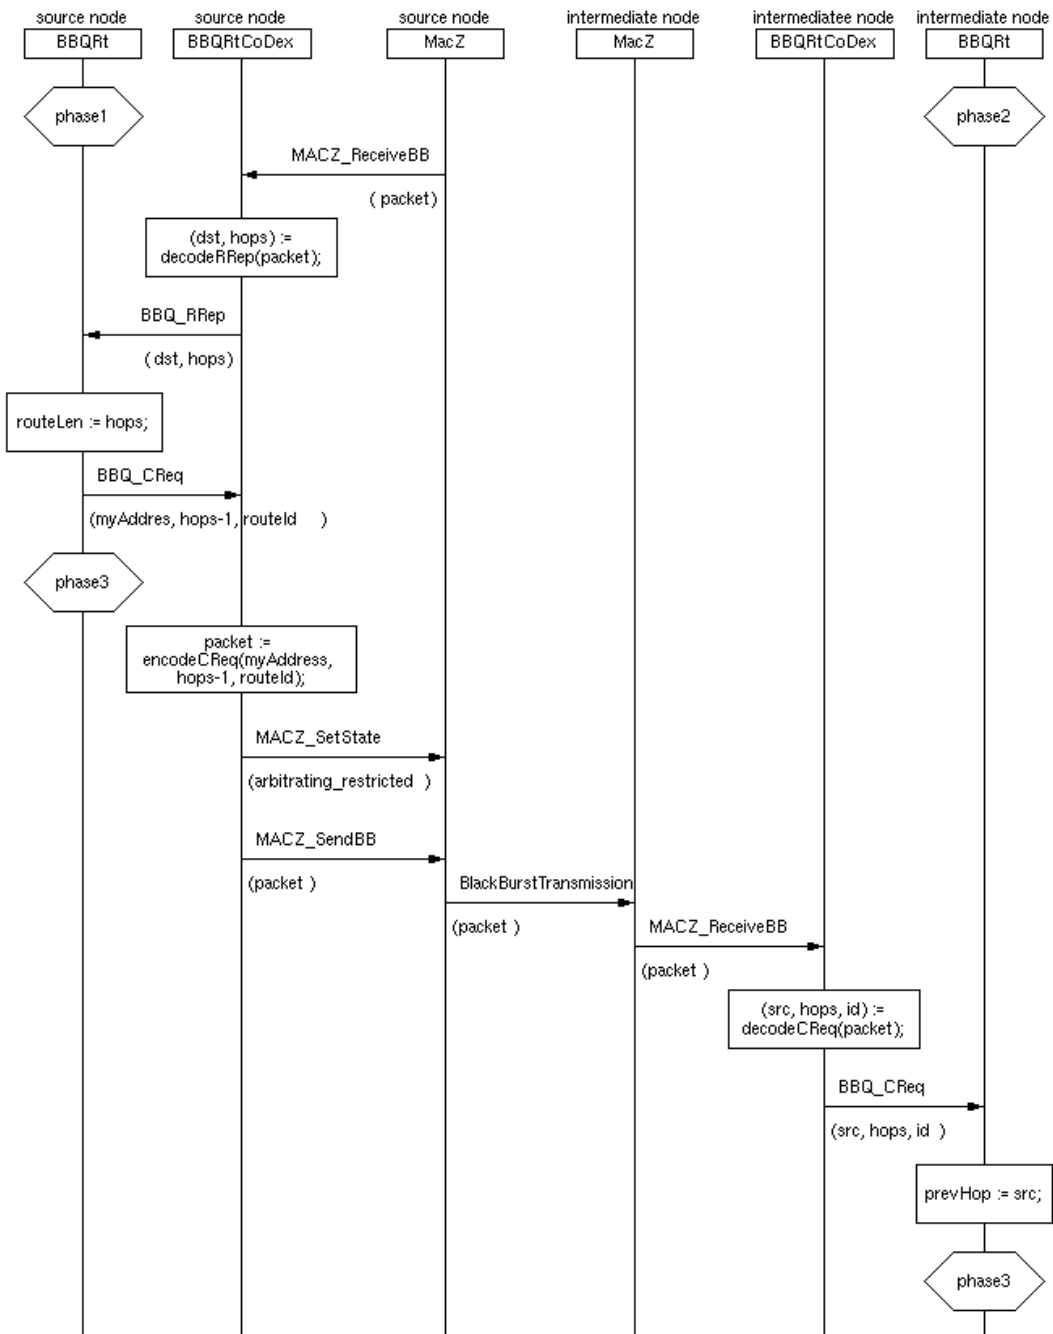 source node
source node
source node
intermediate node
intermediatee node
intermediate node
BBQRt
BBQRtCoDex
MacZ
MacZ
BBQRtCoDex
BBQRt
phase1
phase2
MACZ_ReceiveBB
( packet)
(dst, hops) :=
decodeRRep(packet);
BBQ_RRep
( dst, hops)
routeLen := hops;
BBQ_CReq
(myAddres, hops-1, routeId )
phase3
packet :=
encodeCReq(myAddress,
hops-1, routeId);
MACZ_SetState
(arbitrating_restricted )
MACZ_SendBB
(packet )
BlackBurstTransmission
(packet )
MACZ_ReceiveBB
(packet )
(src, hops, id) :=
decodeCReq(packet);
BBQ_CReq
(src, hops, id )
prevHop := src;
phase3